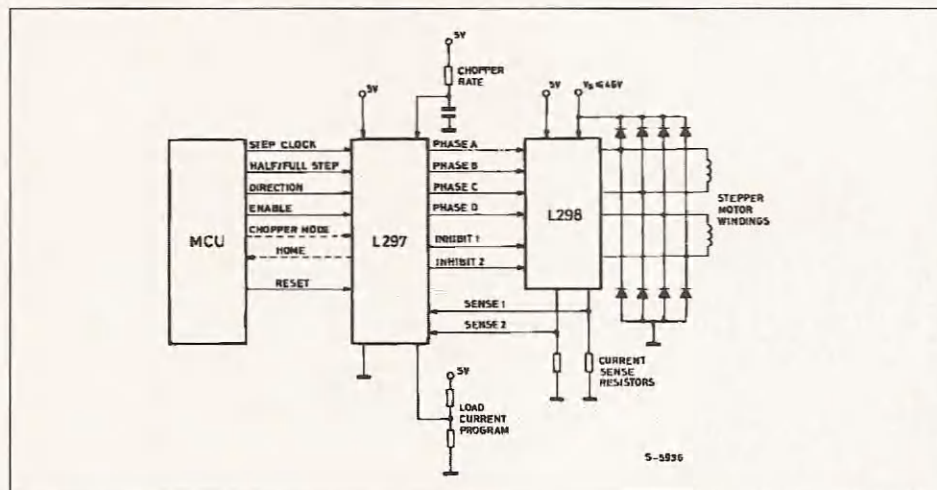 5V
CHOPPER
RATE
5V
5V
Vs ≤ 46V
STEP CLOCK
HALF/FULL STEP
DIRECTION
ENABLE
CHOPPER MODE
HOME
RESET
MCU
L297
PHASE A
PHASE B
PHASE C
PHASE D
INHIBIT 1
INHIBIT 2
SENSE 1
SENSE 2
L298
STEPPER
MOTOR
WINDINGS
CURRENT
SENSE
RESISTORS
5V
LOAD
CURRENT
PROGRAM
S-5936